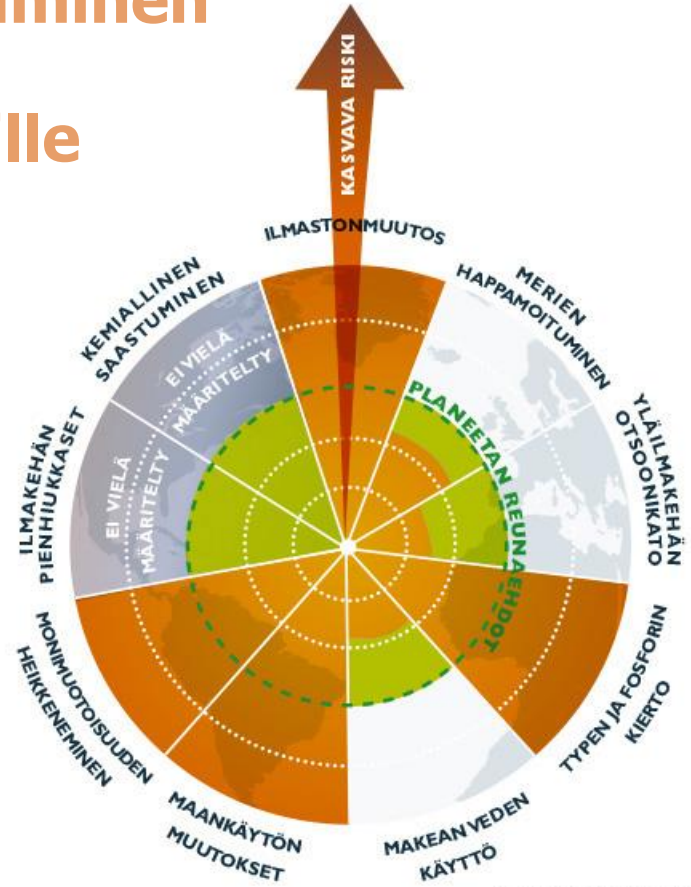 minen
lle
KASVAVA RISKI
ILMASTONMUUTOS
MERIEN
HAPPAMOITUMINEN
YLÄILMAKEHÄN
OTSOONIKATO
TYPEN JA FOSFORIN
KIERTO
MAKEAN VEDEN
KÄYTTÖ
MAANKÄYTÖN
MUUTOKSET
MONIMUOTOISUUDEN
HEIKKENEMINEN
ILMAKEHÄN
PIENHIUKKASET
EI VIELÄ
MÄÄRITELTY
KEMIALLINEN
SAASTUMINEN
EI VIELÄ
MÄÄRITELTY
PLANEETAN REUNAEHDOT